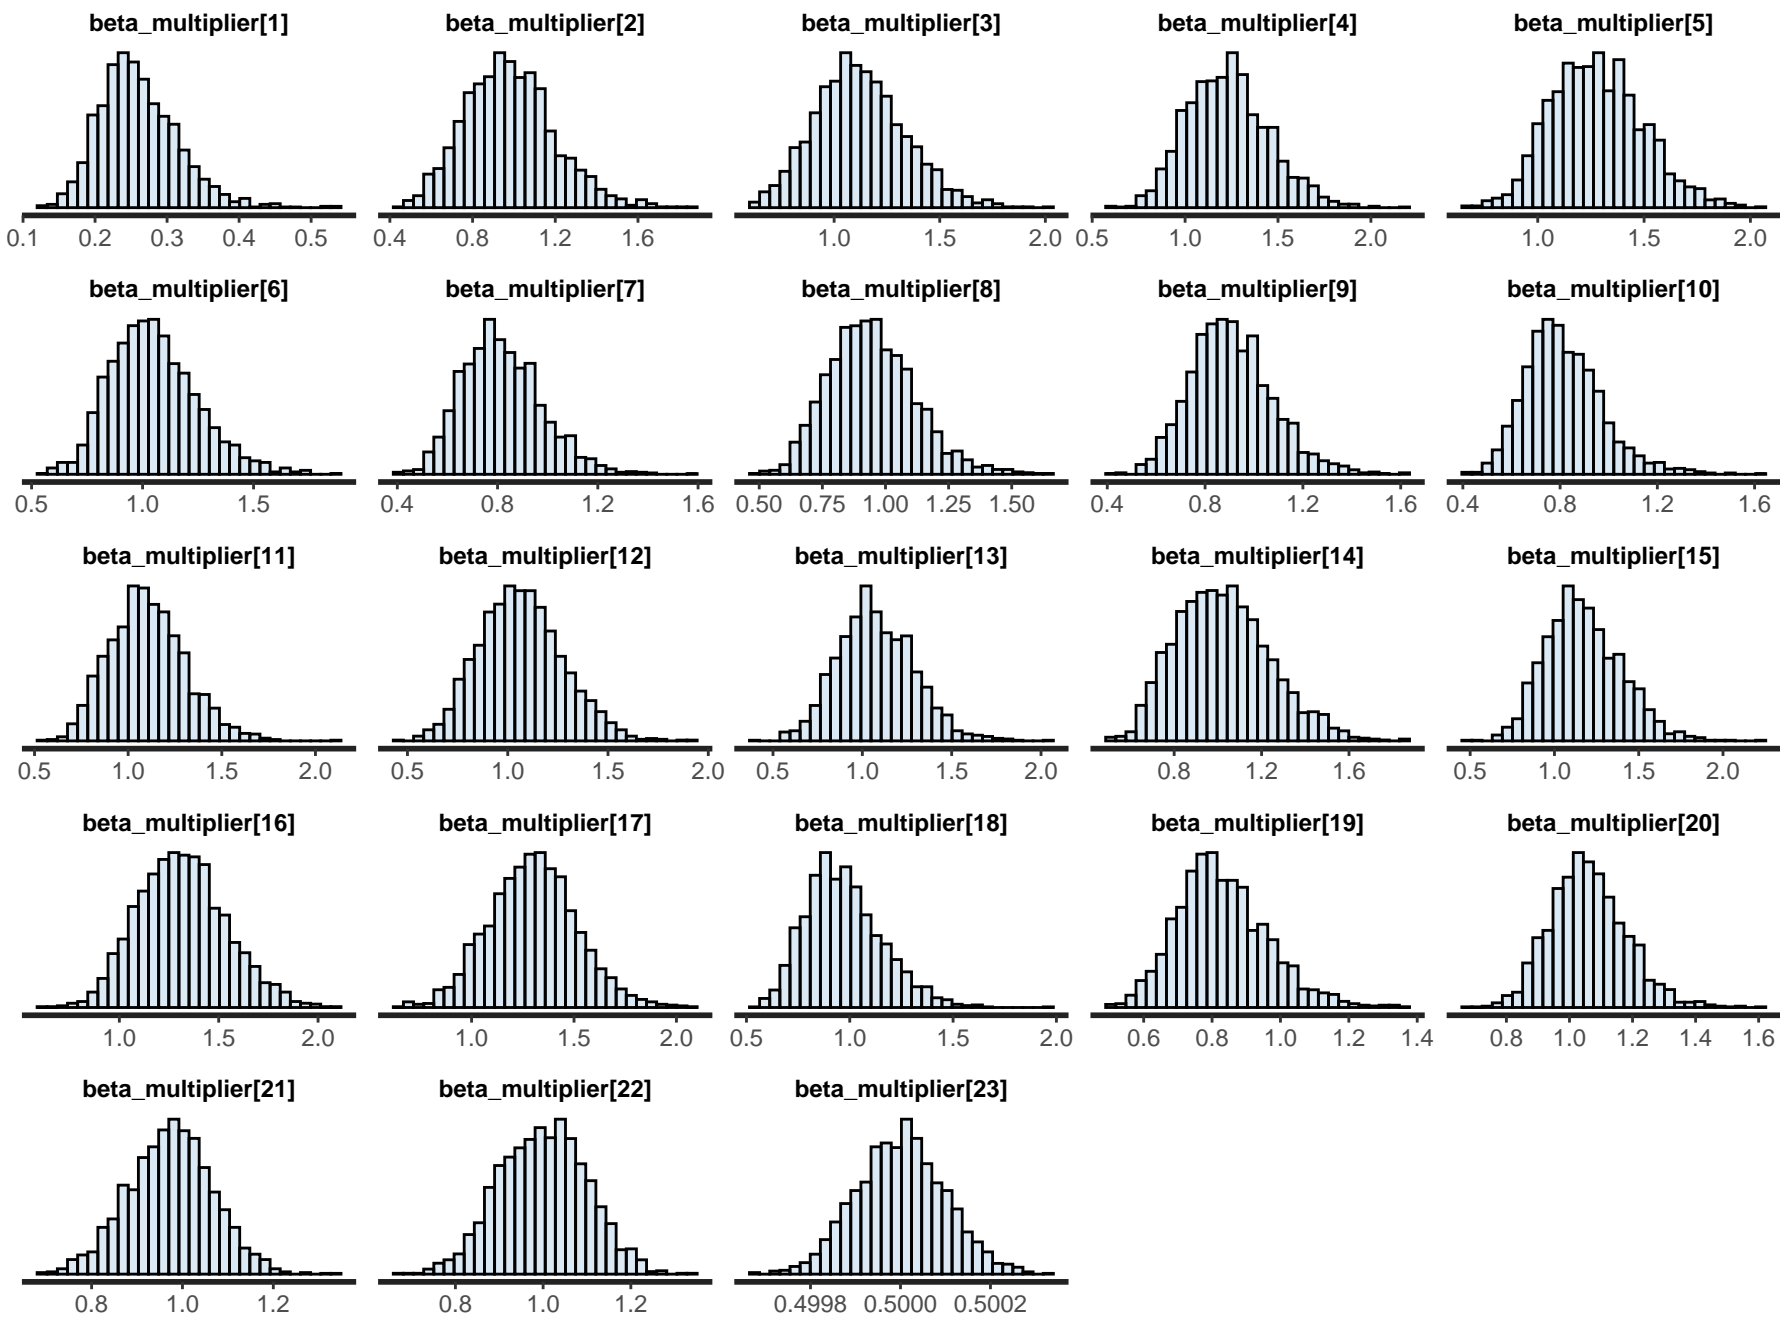 beta_multiplier[1] beta_multiplier[2] beta_multiplier[3] beta_multiplier[4] beta_multiplier[5]
0.1 0.2 0.3 0.4 0.5 0.4 0.8 1.2 1.6 1.0 1.5 2.0 0.5 1.0 1.5 2.0 1.0 1.5 2.0
beta_multiplier[6] beta_multiplier[7] beta_multiplier[8] beta_multiplier[9] beta_multiplier[10]
0.5 1.0 1.5 0.4 0.8 1.2 1.6 0.50 0.75 1.00 1.25 1.50 0.4 0.8 1.2 1.6 0.4 0.8 1.2 1.6
beta_multiplier[11] beta_multiplier[12] beta_multiplier[13] beta_multiplier[14] beta_multiplier[15]
0.5 1.0 1.5 2.0 0.5 1.0 1.5 2.0 0.5 1.0 1.5 2.0 0.8 1.2 1.6 0.5 1.0 1.5 2.0
beta_multiplier[16] beta_multiplier[17] beta_multiplier[18] beta_multiplier[19] beta_multiplier[20]
1.0 1.5 2.0 1.0 1.5 2.0 0.5 1.0 1.5 2.0 0.6 0.8 1.0 1.2 1.4 0.8 1.0 1.2 1.4 1.6
beta_multiplier[21] beta_multiplier[22] beta_multiplier[23]
0.8 1.0 1.2 0.8 1.0 1.2 0.4998 0.5000 0.5002